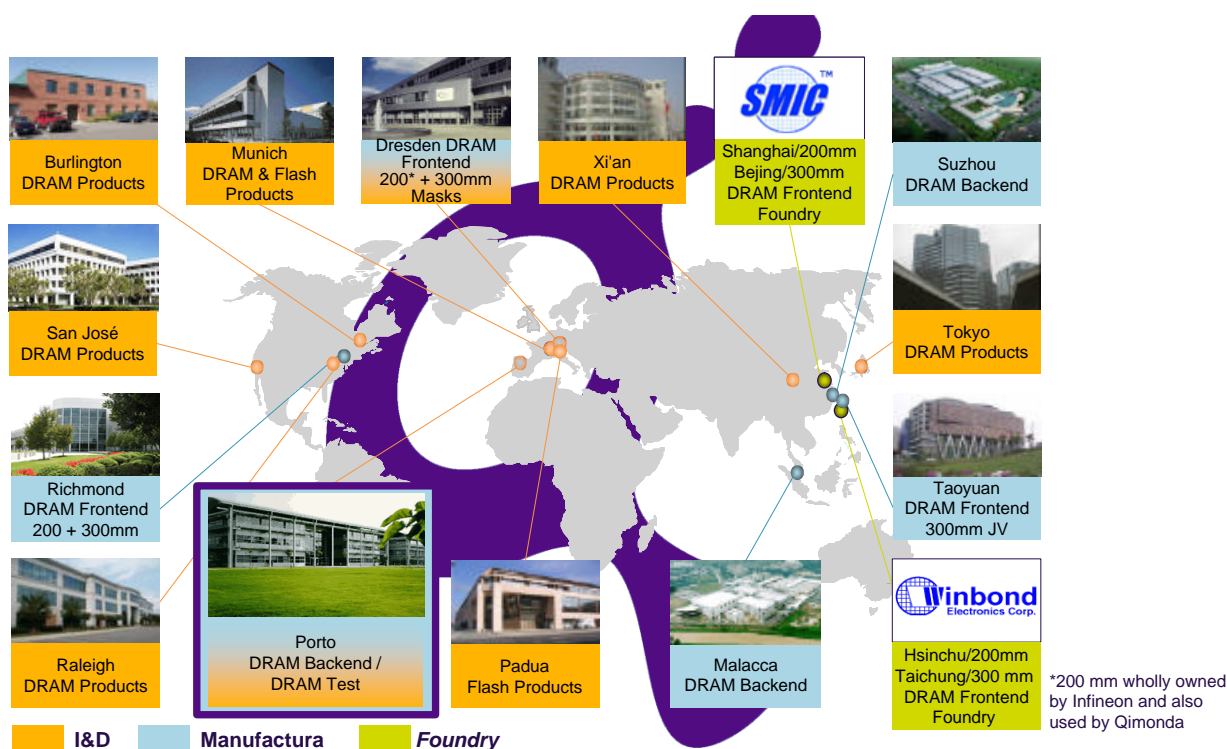 Burlington
DRAM Products
Munich
DRAM & Flash
Products
Dresden DRAM
Frontend
200* + 300mm
Masks
Xi'an
DRAM Products
SMIC TM
Shanghai/200mm
Bejing/300mm
DRAM Frontend
Foundry
Suzhou
DRAM Backend
San José
DRAM Products
Tokyo
DRAM Products
Richmond
DRAM Frontend
200 + 300mm
Taoyuan
DRAM Frontend
300mm JV
Raleigh
DRAM Products
Porto
DRAM Backend /
DRAM Test
Padua
Flash Products
Malacca
DRAM Backend
Winbond
Electronics Corp.
Hsinchu/200mm
Taichung/300 mm
DRAM Frontend
Foundry
*200 mm wholly owned
by Infineon and also
used by Qimonda
I&D
Manufactura
Foundry